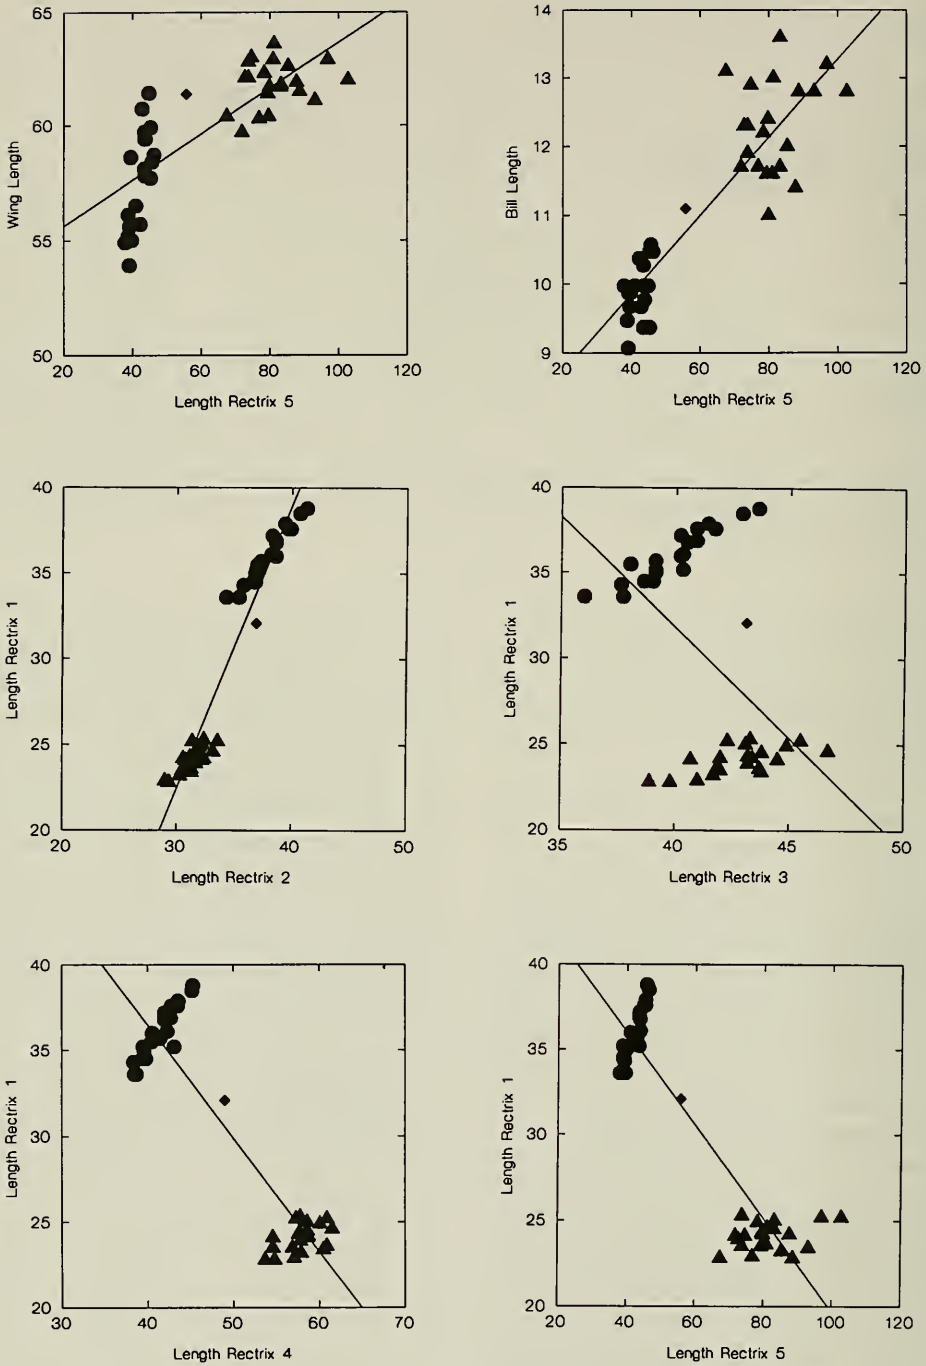 65
60
55
50
Wing Length
20 40 60 80 100 120
Length Rectrix 5
14
13
12
11
10
9
Bill Length
20 40 60 80 100 120
Length Rectrix 5
40
35
30
25
20
Length Rectrix 1
20 30 40 50
Length Rectrix 2
40
35
30
25
20
Length Rectrix 1
35 40 45 50
Length Rectrix 3
40
35
30
25
20
Length Rectrix 1
30 40 50 60 70
Length Rectrix 4
40
35
30
25
20
Length Rectrix 1
20 40 60 80 100 120
Length Rectrix 5